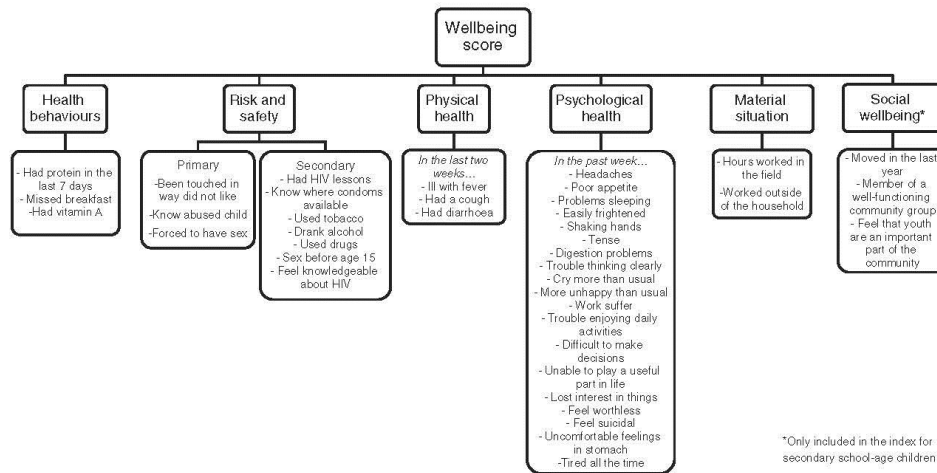 Wellbeing
score
Health
behaviours
- Had protein in the
last 7 days
- Missed breakfast
-Had vitamin A
Risk and
safety
Primary
-Been touched in
way did not like
-Know abused child
-Forced to have sex
Secondary
- Had HIV lessons
- Know where condoms
available
- Used tobacco
- Drank alcohol
- Used drugs
- Sex before age 15
- Feel knowledgeable
about HIV
Physical
health
In the last two
weeks...
- Ill with fever
- Had a cough
- Had diarrhoea
Psychological
health
In the past week...
- Headaches
- Poor appetite
- Problems sleeping
- Easily frightened
- Shaking hands
- Tense
- Digestion problems
- Trouble thinking clearly
- Cry more than usual
- More unhappy than usual
- Work suffer
- Trouble enjoying daily
activities
- Difficult to make
decisions
- Unable to play a useful
part in life
- Lost interest in things
- Feel worthless
- Feel suicidal
- Uncomfortable feelings
in stomach
-Tired all the time
Material
situation
- Hours worked in
the field
-Worked outside of
the household
Social
wellbeing*
- Moved in the last
year
- Member of a
well-functioning
community group
- Feel that youth
are an important
part of the
community
*Only included in the index for
secondary school-age children